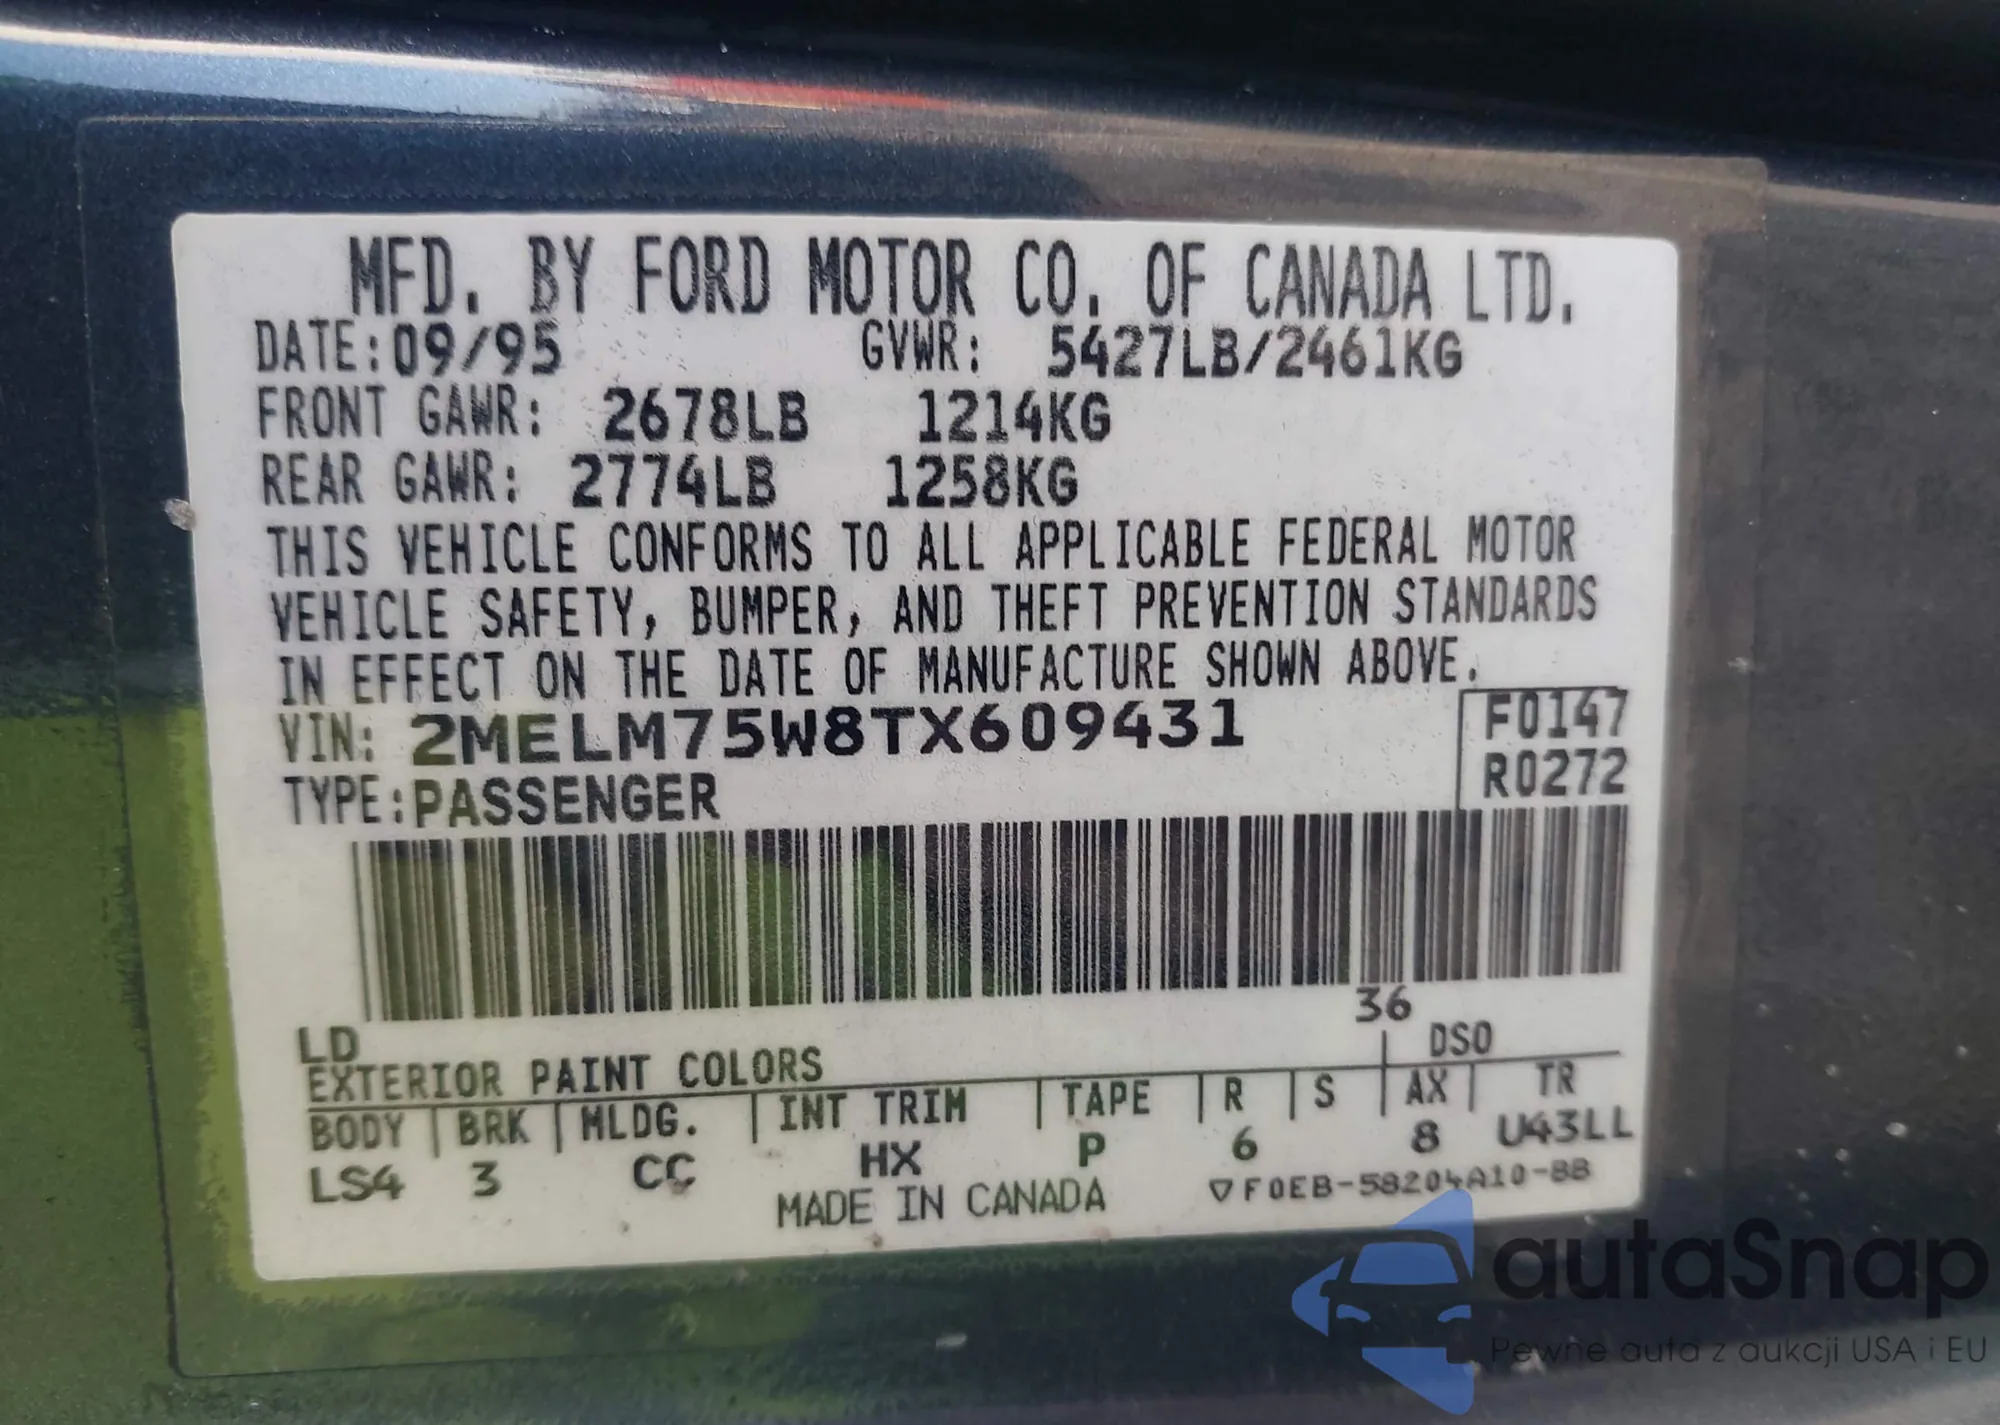 MFD. BY FORD MOTOR CO. OF CANADA LTD.
DATE:09/95 GVWR: 5427LB/2461KG
FRONT GAWR: 2678LB 1214KG
REAR GAWR: 2774LB 1258KG
THIS VEHICLE CONFORMS TO ALL APPLICABLE FEDERAL MOTOR
VEHICLE SAFETY, BUMPER, AND THEFT PREVENTION STANDARDS
IN EFFECT ON THE DATE OF MANUFACTURE SHOWN ABOVE.
VIN: 2MELM75W8TX609431 F0147
TYPE:PASSENGER R0272
36
LD DSO
EXTERIOR PAINT COLORS
BODY BRK MLDG. INT TRIM TAPE R S AX TR
LS4 3 CC HX P 6 8 U43LL
MADE IN CANADA ▽F0EB-58204A10-BB
autaSnap
Pewne auta z aukcji USA i EU